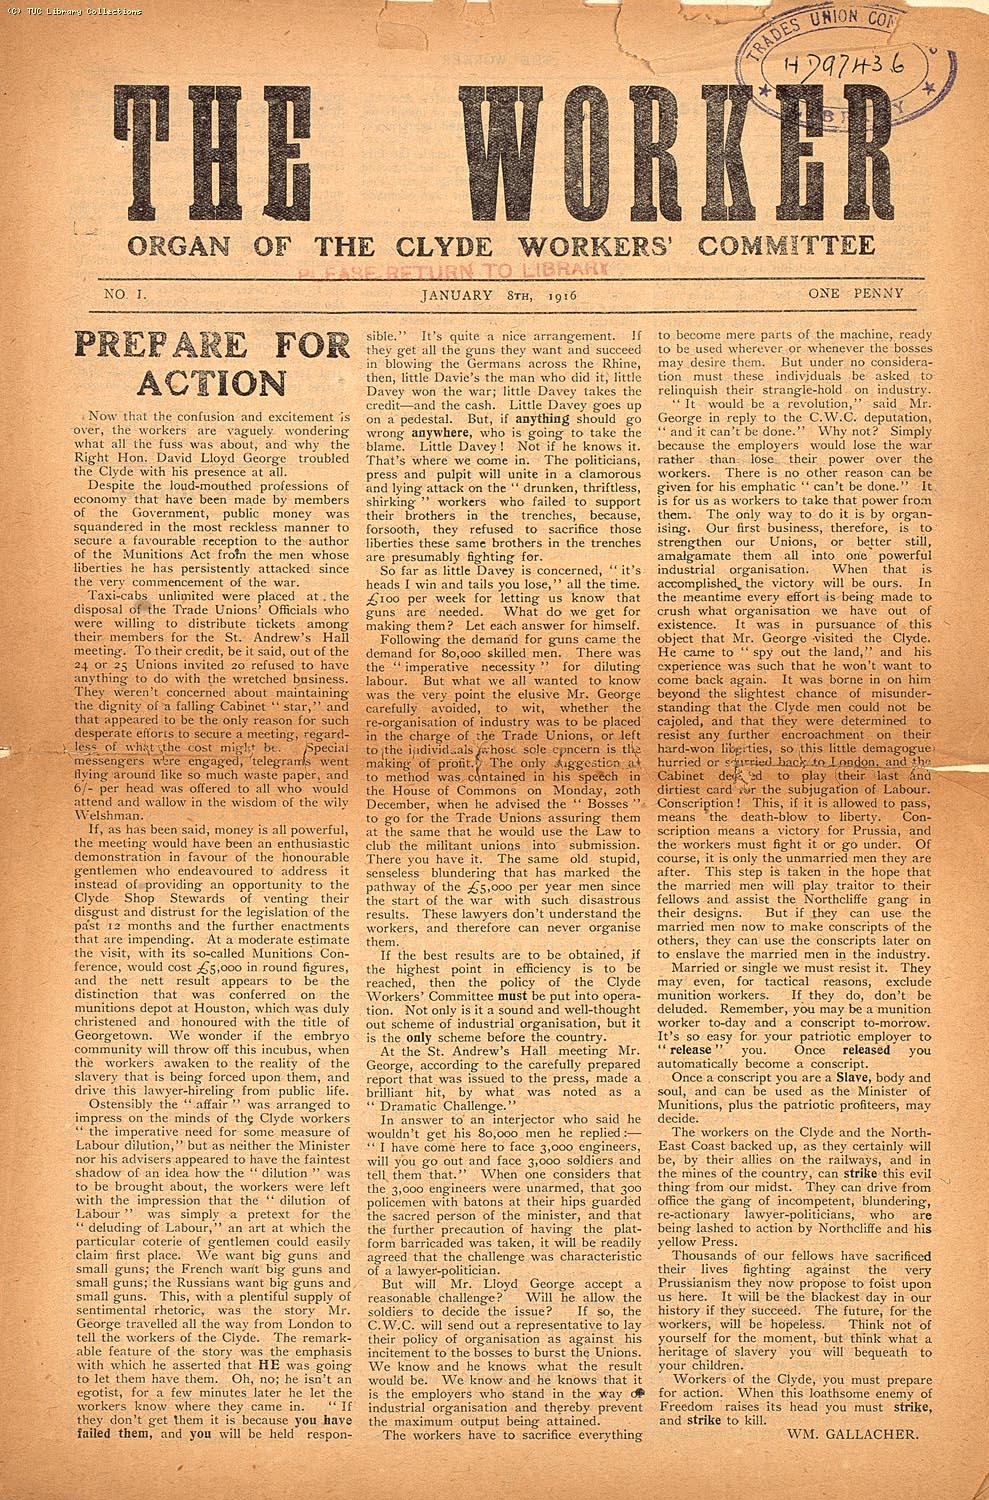 (C) TUC Library Collections
TRADES UNION CON
HD97436
THE WORKER
ORGAN OF THE CLYDE WORKERS' COMMITTEE
PLEASE RETURN TO LIBRARY
NO. 1. JANUARY 8TH, 1916 ONE PENNY
PREPARE FOR
ACTION
Now that the confusion and excitement is
over, the workers are vaguely wondering
what all the fuss was about, and why the
Right Hon. David Lloyd George troubled
the Clyde with his presence at all.
Despite the loud-mouthed professions of
economy that have been made by members
of the Government, public money was
squandered in the most reckless manner to
secure a favourable reception to the author
of the Munitions Act from the men whose
liberties he has persistently attacked since
the very commencement of the war.
Taxi-cabs unlimited were placed at the
disposal of the Trade Unions' Officials who
were willing to distribute tickets among
their members for the St. Andrew's Hall
meeting. To their credit, be it said, out of the
24 or 25 Unions invited 20 refused to have
anything to do with the wretched business.
They weren't concerned about maintaining
the dignity of a falling Cabinet "star," and
that appeared to be the only reason for such
desperate efforts to secure a meeting, regard-
less of what the cost might be. Special
messengers were engaged, telegrams went
flying around like so much waste paper, and
6/- per head was offered to all who would
attend and wallow in the wisdom of the wily
Welshman.
If, as has been said, money is all powerful,
the meeting would have been an enthusiastic
demonstration in favour of the honourable
gentlemen who endeavoured to address it
instead of providing an opportunity to the
Clyde Shop Stewards of venting their
disgust and distrust for the legislation of the
past 12 months and the further enactments
that are impending. At a moderate estimate
the visit, with its so-called Munitions Con-
ference, would cost £5,000 in round figures,
and the nett result appears to be the
distinction that was conferred on the
munitions depot at Houston, which was duly
christened and honoured with the title of
Georgetown. We wonder if the embryo
community will throw off this incubus, when
the workers awaken to the reality of the
slavery that is being forced upon them, and
drive this lawyer-hireling from public life.
Ostensibly the "affair" was arranged to
impress on the minds of the Clyde workers
"the imperative need for some measure of
Labour dilution," but as neither the Minister
nor his advisers appeared to have the faintest
shadow of an idea how the "dilution" was
to be brought about, the workers were left
with the impression that the "dilution of
Labour" was simply a pretext for the
"deluding of Labour," an art at which the
particular coterie of gentlemen could easily
claim first place. We want big guns and
small guns; the French want big guns and
small guns; the Russians want big guns and
small guns. This, with a plentiful supply of
sentimental rhetoric, was the story Mr.
George travelled all the way from London to
tell the workers of the Clyde. The remark-
able feature of the story was the emphasis
with which he asserted that HE was going
to let them have them. Oh, no; he isn't an
egotist, for a few minutes later he let the
workers know where they came in. "If
they don't get them it is because you have
failed them, and you will be held respon-
sible." It's quite a nice arrangement. If
they get all the guns they want and succeed
in blowing the Germans across the Rhine,
then, little Davie's the man who did it, little
Davey won the war; little Davey takes the
credit—and the cash. Little Davey goes up
on a pedestal. But, if anything should go
wrong anywhere, who is going to take the
blame. Little Davey! Not if he knows it.
That's where we come in. The politicians,
press and pulpit will unite in a clamorous
and lying attack on the "drunken, thriftless,
shirking" workers who failed to support
their brothers in the trenches, because,
forsooth, they refused to sacrifice those
liberties these same brothers in the trenches
are presumably fighting for.
So far as little Davey is concerned, "it's
heads I win and tails you lose," all the time.
£100 per week for letting us know that
guns are needed. What do we get for
making them? Let each answer for himself.
Following the demand for guns came the
demand for 80,000 skilled men. There was
the "imperative necessity" for diluting
labour. But what we all wanted to know
was the very point the elusive Mr. George
carefully avoided, to wit, whether the
re-organisation of industry was to be placed
in the charge of the Trade Unions, or left
to the individuals whose sole concern is the
making of profit. The only suggestion as
to method was contained in his speech in
the House of Commons on Monday, 20th
December, when he advised the "Bosses"
to go for the Trade Unions assuring them
at the same that he would use the Law to
club the militant unions into submission.
There you have it. The same old stupid,
senseless blundering that has marked the
pathway of the £5,000 per year men since
the start of the war with such disastrous
results. These lawyers don't understand the
workers, and therefore can never organise
them.
If the best results are to be obtained, if
the highest point in efficiency is to be
reached, then the policy of the Clyde
Workers' Committee must be put into opera-
tion. Not only is it a sound and well-thought
out scheme of industrial organisation, but it
is the only scheme before the country.
At the St. Andrew's Hall meeting Mr.
George, according to the carefully prepared
report that was issued to the press, made a
brilliant hit, by what was noted as a
"Dramatic Challenge."
In answer to an interjector who said he
wouldn't get his 80,000 men he replied:—
"I have come here to face 3,000 engineers,
will you go out and face 3,000 soldiers and
tell them that." When one considers that
the 3,000 engineers were unarmed, that 300
policemen with batons at their hips guarded
the sacred person of the minister, and that
the further precaution of having the plat-
form barricaded was taken, it will be readily
agreed that the challenge was characteristic
of a lawyer-politician.
But will Mr. Lloyd George accept a
reasonable challenge? Will he allow the
soldiers to decide the issue? If so, the
C.W.C. will send out a representative to lay
their policy of organisation as against his
incitement to the bosses to burst the Unions.
We know and he knows what the result
would be. We know and he knows that it
is the employers who stand in the way of
industrial organisation and thereby prevent
the maximum output being attained.
The workers have to sacrifice everything
to become mere parts of the machine, ready
to be used wherever or whenever the bosses
may desire them. But under no considera-
tion must these individuals be asked to
relinquish their strangle-hold on industry.
"It would be a revolution," said Mr.
George in reply to the C.W.C. deputation,
"and it can't be done." Why not? Simply
because the employers would lose the war
rather than lose their power over the
workers. There is no other reason can be
given for his emphatic "can't be done." It
is for us as workers to take that power from
them. The only way to do it is by organ-
ising. Our first business, therefore, is to
strengthen our Unions, or better still,
amalgamate them all into one powerful
industrial organisation. When that is
accomplished, the victory will be ours. In
the meantime every effort is being made to
crush what organisation we have out of
existence. It was in pursuance of this
object that Mr. George visited the Clyde.
He came to "spy out the land," and his
experience was such that he won't want to
come back again. It was borne in on him
beyond the slightest chance of misunder-
standing that the Clyde men could not be
cajoled, and that they were determined to
resist any further encroachment on their
hard-won liberties, so this little demagogue
hurried or scurried back to London, and the
Cabinet decided to play their last and
dirtiest card for the subjugation of Labour.
Conscription! This, if it is allowed to pass,
means the death-blow to liberty. Con-
scription means a victory for Prussia, and
the workers must fight it or go under. Of
course, it is only the unmarried men they are
after. This step is taken in the hope that
the married men will play traitor to their
fellows and assist the Northcliffe gang in
their designs. But if they can use the
married men now to make conscripts of the
others, they can use the conscripts later on
to enslave the married men in the industry.
Married or single we must resist it. They
may even, for tactical reasons, exclude
munition workers. If they do, don't be
deluded. Remember, you may be a munition
worker to-day and a conscript to-morrow.
It's so easy for your patriotic employer to
"release" you. Once released you
automatically become a conscript.
Once a conscript you are a Slave, body and
soul, and can be used as the Minister of
Munitions, plus the patriotic profiteers, may
decide.
The workers on the Clyde and the North-
East Coast backed up, as they certainly will
be, by their allies on the railways, and in
the mines of the country, can strike this evil
thing from our midst. They can drive from
office the gang of incompetent, blundering,
re-actionary lawyer-politicians, who are
being lashed to action by Northcliffe and his
yellow Press.
Thousands of our fellows have sacrificed
their lives fighting against the very
Prussianism they now propose to foist upon
us here. It will be the blackest day in our
history if they succeed. The future, for the
workers, will be hopeless. Think not of
yourself for the moment, but think what a
heritage of slavery you will bequeath to
your children.
Workers of the Clyde, you must prepare
for action. When this loathsome enemy of
Freedom raises its head you must strike,
and strike to kill.
WM. GALLACHER.